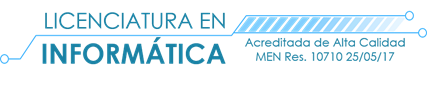 LICENCIATURA EN
INFORMÁTICA
Acreditada de Alta Calidad
MEN Res. 10710 25/05/17